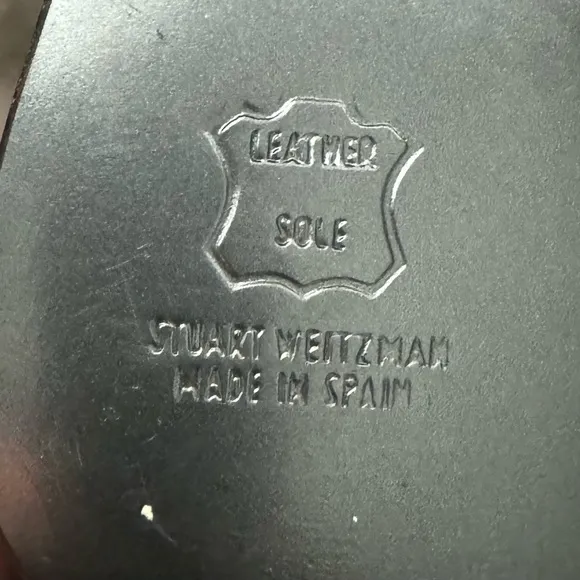 LEATHER
SOLE
STUART WEITZMAN
MADE IN SPAIN